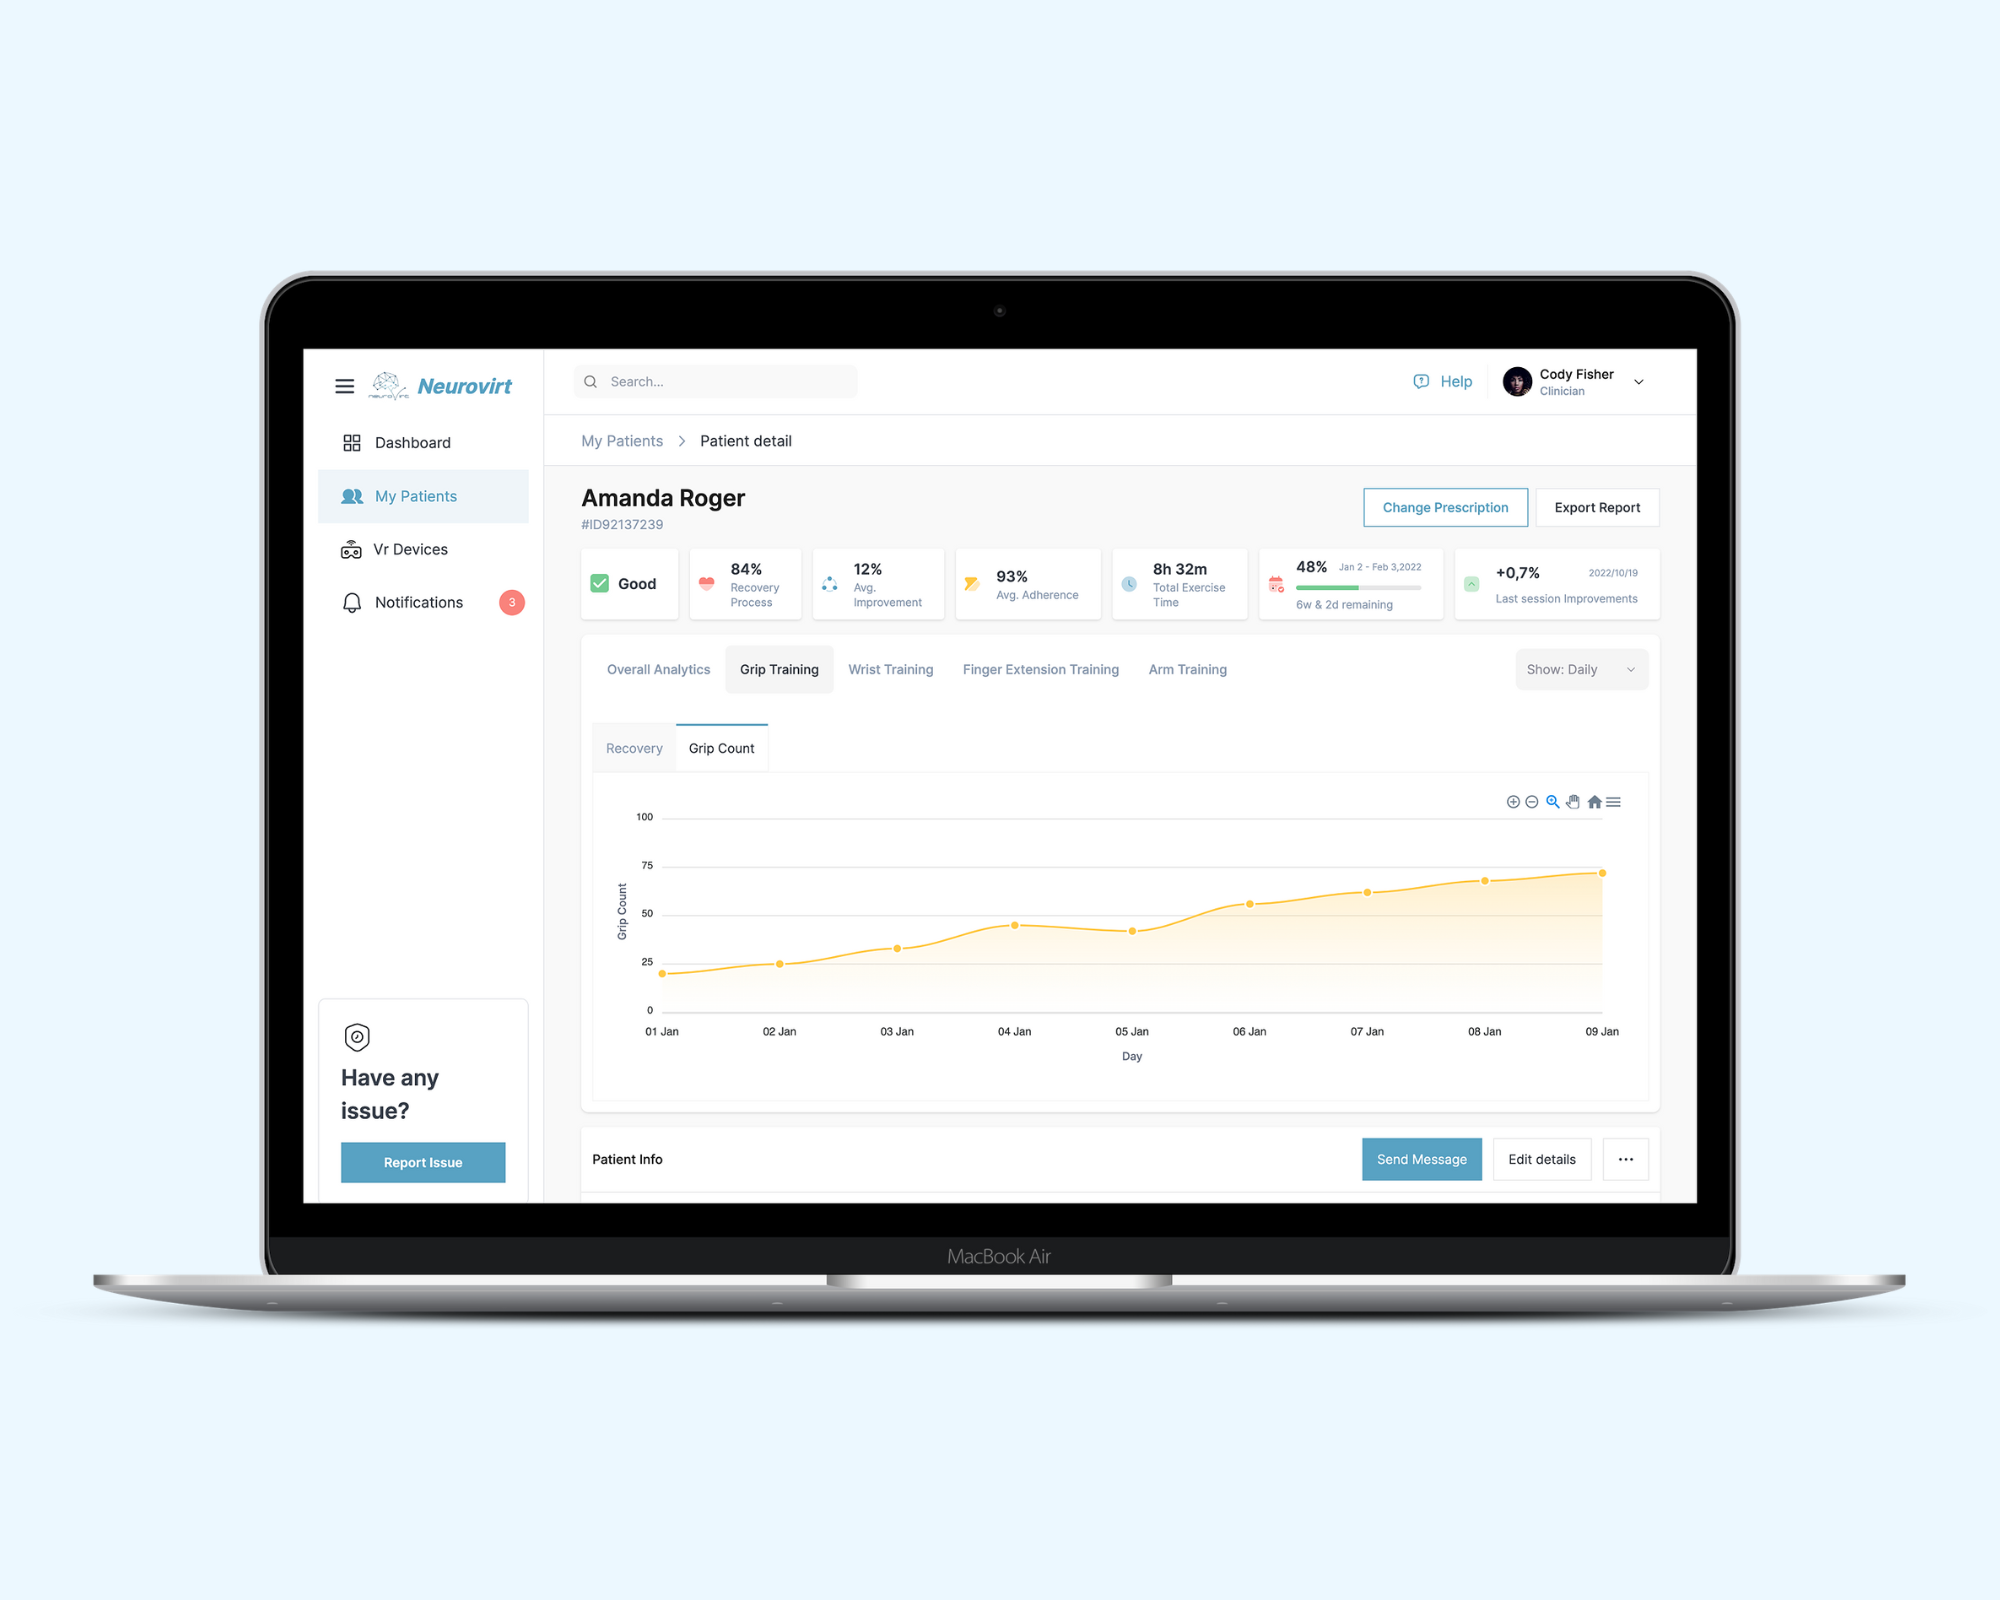 neurovirt
Neurovirt
Search...
Help
Cody Fisher
Clinician
Dashboard
My Patients
Vr Devices
Notifications
3
My Patients > Patient detail
Amanda Roger
#ID92137239
Change Prescription
Export Report
Good
84%
Recovery
Process
12%
Avg.
Improvement
93%
Avg. Adherence
8h 32m
Total Exercise
Time
48% Jan 2 - Feb 3,2022
6w & 2d remaining
+0,7% 2022/10/19
Last session Improvements
Overall Analytics
Grip Training
Wrist Training
Finger Extension Training
Arm Training
Show: Daily
Recovery
Grip Count
100
75
50
25
0
Grip Count
01 Jan
02 Jan
03 Jan
04 Jan
05 Jan
06 Jan
07 Jan
08 Jan
09 Jan
Day
Have any
issue?
Report Issue
Patient Info
Send Message
Edit details
...
MacBook Air